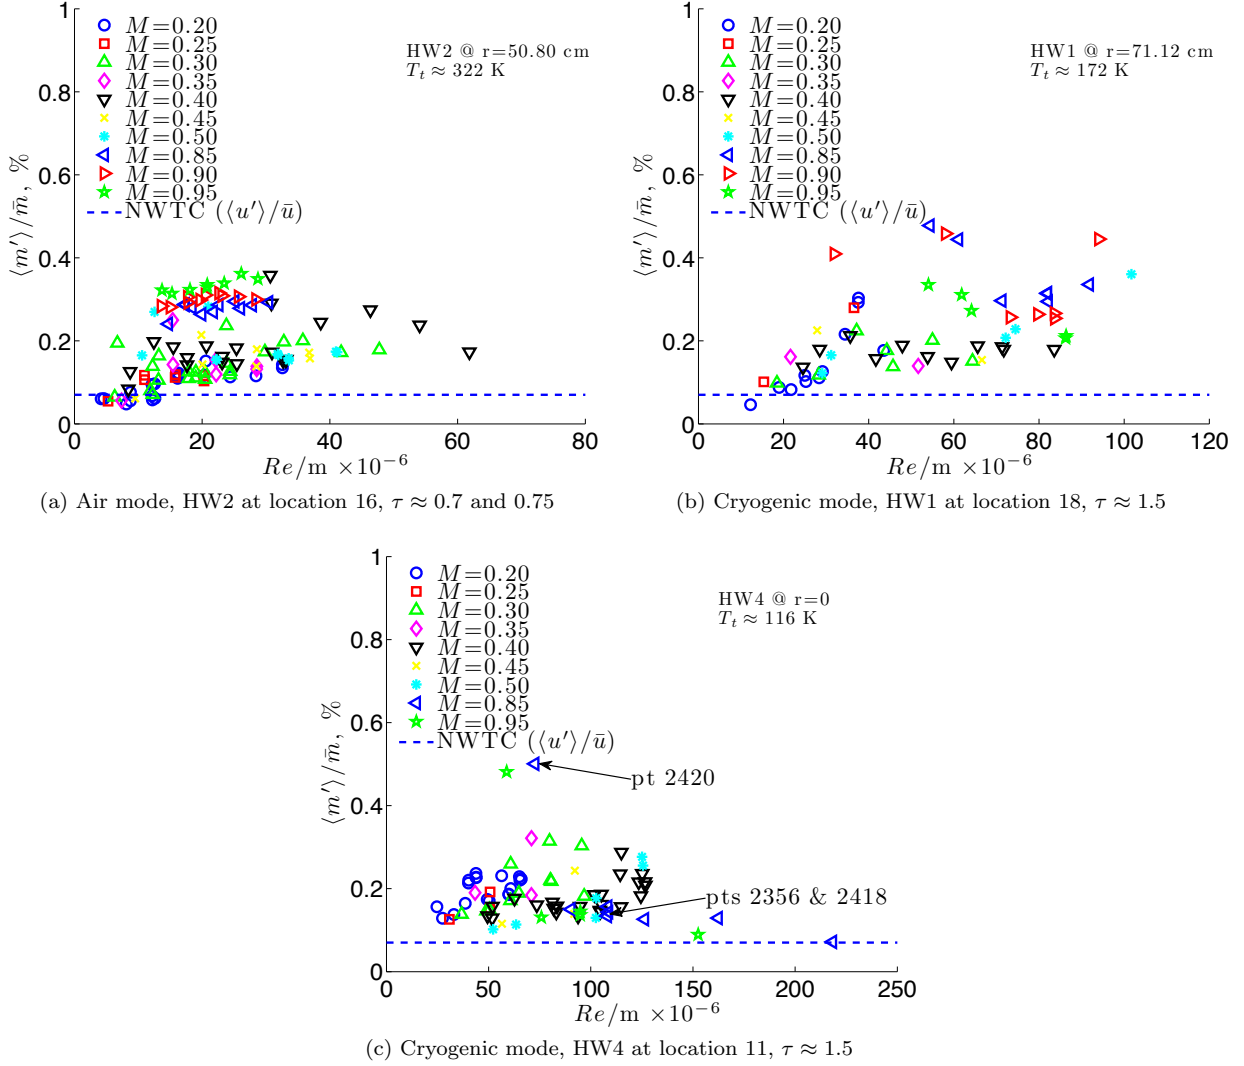 1
0.8
0.6
0.4
0.2
0
⟨m′⟩/m̄, %
M=0.20
M=0.25
M=0.30
M=0.35
M=0.40
M=0.45
M=0.50
M=0.85
M=0.90
M=0.95
NWTC (⟨u′⟩/ū)
HW2 @ r=50.80 cm
T_t ≈ 322 K
0 20 40 60 80
Re/m ×10⁻⁶
(a) Air mode, HW2 at location 16, τ ≈ 0.7 and 0.75
1
0.8
0.6
0.4
0.2
0
⟨m′⟩/m̄, %
M=0.20
M=0.25
M=0.30
M=0.35
M=0.40
M=0.45
M=0.50
M=0.85
M=0.90
M=0.95
NWTC (⟨u′⟩/ū)
HW1 @ r=71.12 cm
T_t ≈ 172 K
0 20 40 60 80 100 120
Re/m ×10⁻⁶
(b) Cryogenic mode, HW1 at location 18, τ ≈ 1.5
1
0.8
0.6
0.4
0.2
0
⟨m′⟩/m̄, %
M=0.20
M=0.25
M=0.30
M=0.35
M=0.40
M=0.45
M=0.50
M=0.85
M=0.95
NWTC (⟨u′⟩/ū)
HW4 @ r=0
T_t ≈ 116 K
pt 2420
pts 2356 & 2418
0 50 100 150 200 250
Re/m ×10⁻⁶
(c) Cryogenic mode, HW4 at location 11, τ ≈ 1.5